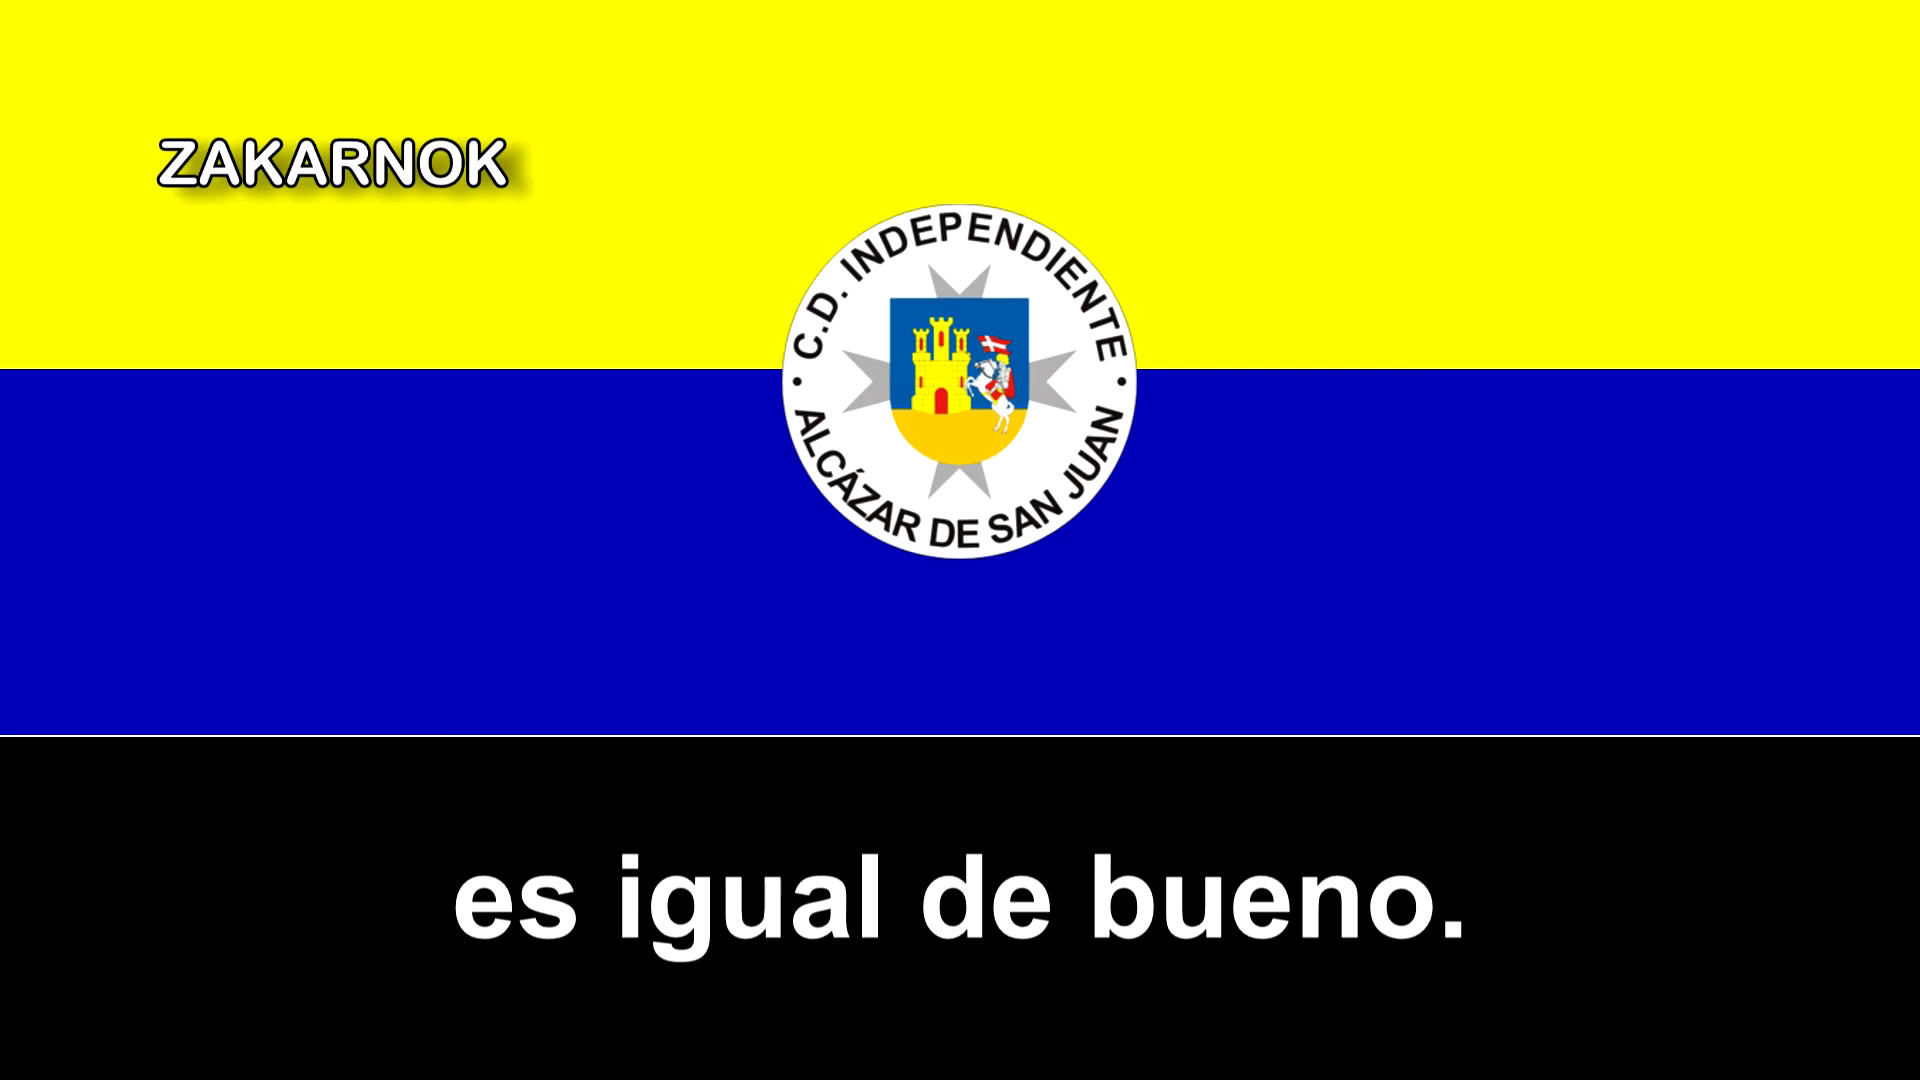 ZAKARNOK
C.D. INDEPENDIENTE
ALCÁZAR DE SAN JUAN
es igual de bueno.